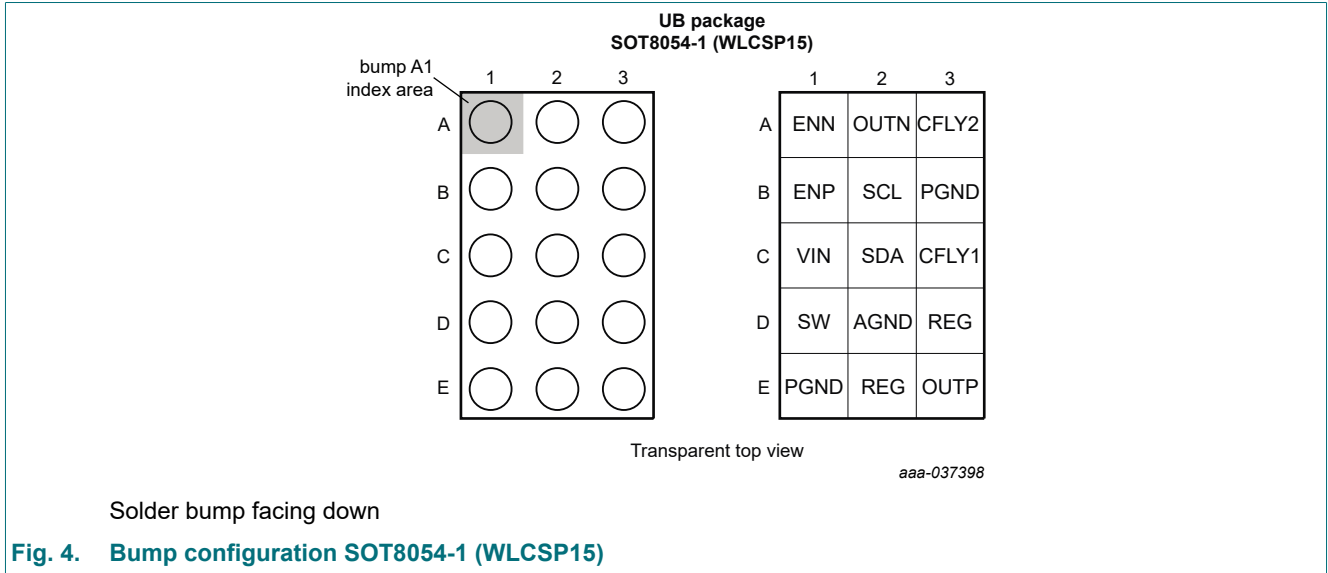 UB package
SOT8054-1 (WLCSP15)
bump A1
index area
1 2 3
A
B
C
D
E
1 2 3
A ENN OUTN CFLY2
B ENP SCL PGND
C VIN SDA CFLY1
D SW AGND REG
E PGND REG OUTP
Transparent top view
aaa-037398
Solder bump facing down
Fig. 4. Bump configuration SOT8054-1 (WLCSP15)